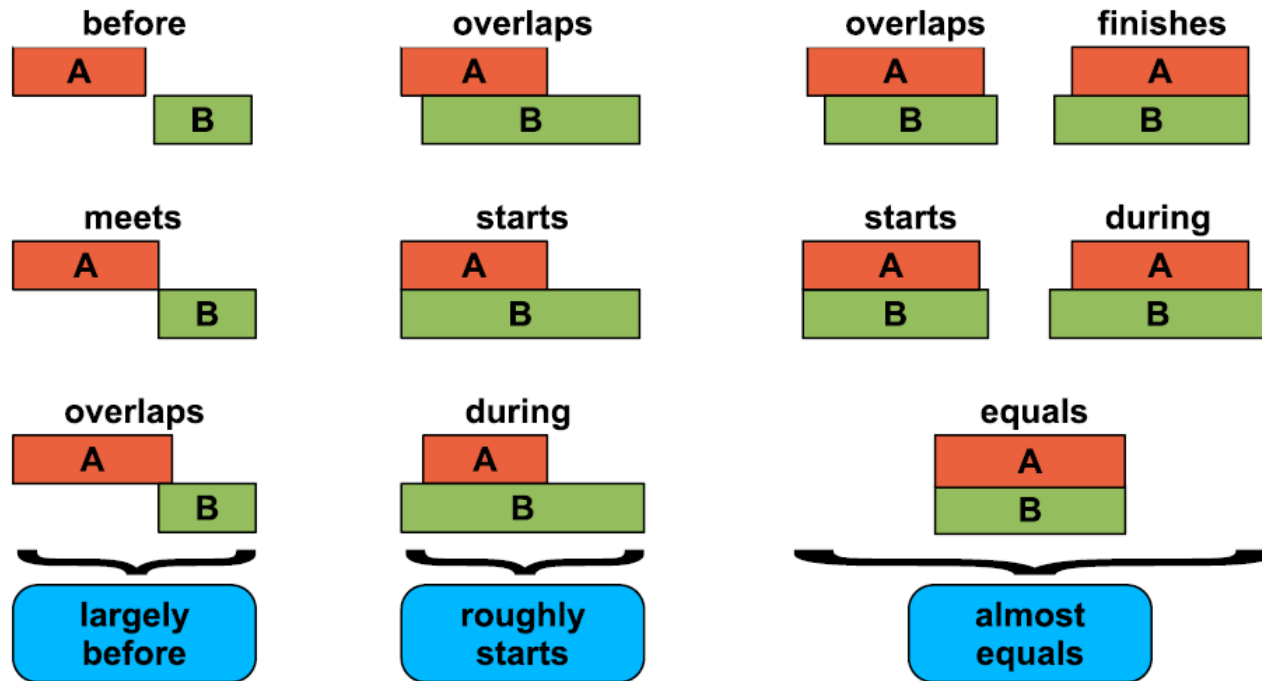 before
overlaps
overlaps
finishes
A
A
A
A
B
B
B
B
meets
starts
starts
during
A
A
A
A
B
B
B
B
overlaps
during
equals
A
A
A
B
B
B
largely
before
roughly
starts
almost
equals